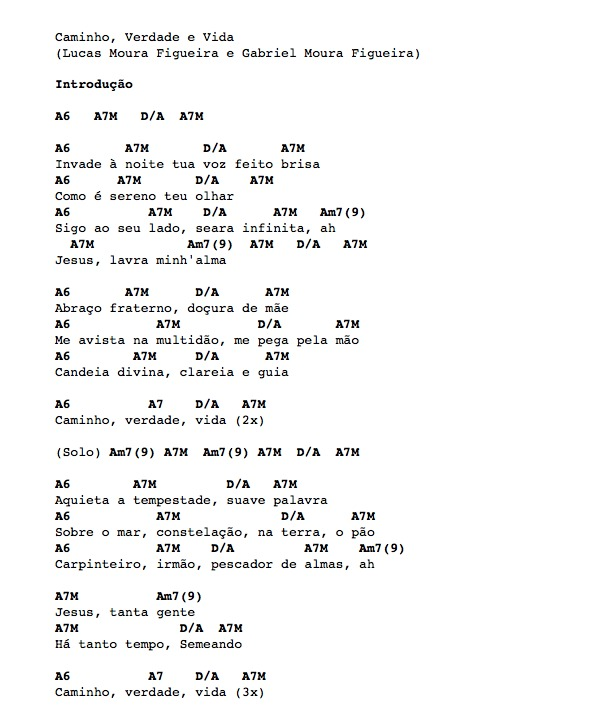 Caminho, Verdade e Vida
(Lucas Moura Figueira e Gabriel Moura Figueira)
Introdução
A6 A7M D/A A7M
A6 A7M D/A A7M
Invade à noite tua voz feito brisa
A6 A7M D/A A7M
Como é sereno teu olhar
A6 A7M D/A A7M Am7(9)
Sigo ao seu lado, seara infinita, ah
A7M Am7(9) A7M D/A A7M
Jesus, lavra minh'alma
A6 A7M D/A A7M
Abraço fraterno, doçura de mãe
A6 A7M D/A A7M
Me avista na multidão, me pega pela mão
A6 A7M D/A A7M
Candeia divina, clareia e guia
A6 A7 D/A A7M
Caminho, verdade, vida (2x)
(Solo) Am7(9) A7M Am7(9) A7M D/A A7M
A6 A7M D/A A7M
Aquieta a tempestade, suave palavra
A6 A7M D/A A7M
Sobre o mar, constelação, na terra, o pão
A6 A7M D/A A7M Am7(9)
Carpinteiro, irmão, pescador de almas, ah
A7M Am7(9)
Jesus, tanta gente
A7M D/A A7M
Há tanto tempo, Semeando
A6 A7 D/A A7M
Caminho, verdade, vida (3x)